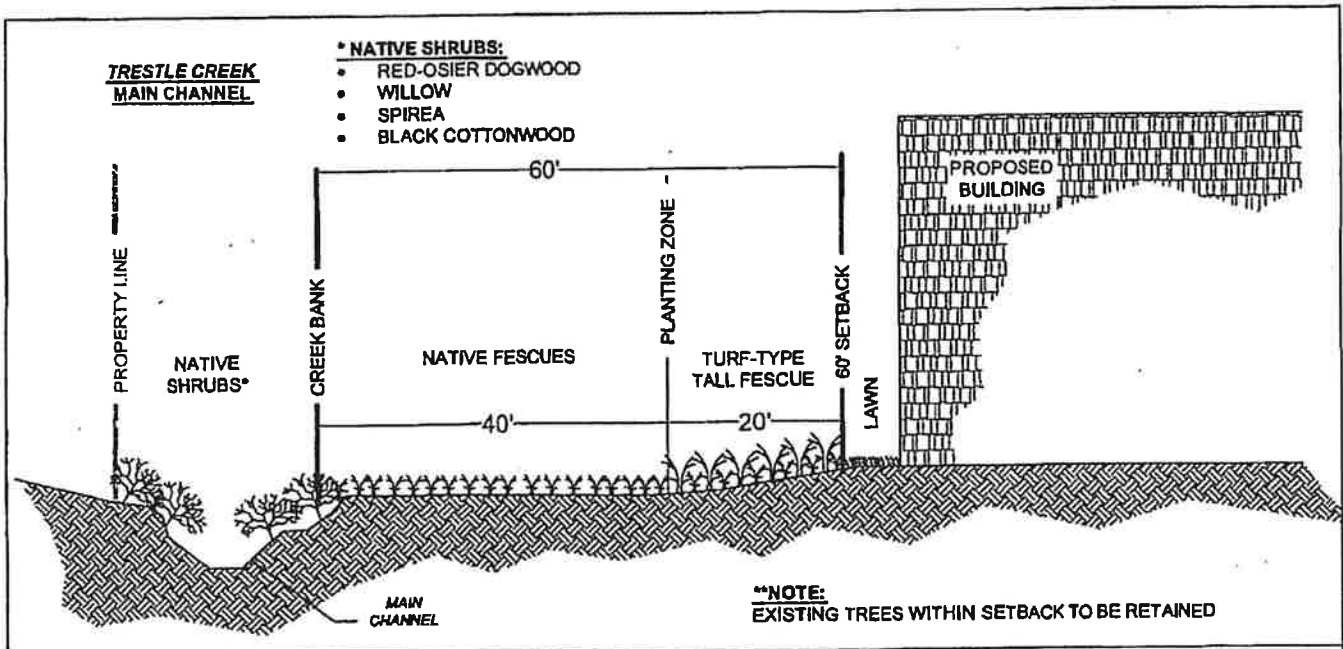 TRESTLE CREEK
MAIN CHANNEL
* NATIVE SHRUBS:
• RED-OSIER DOGWOOD
• WILLOW
• SPIREA
• BLACK COTTONWOOD
60'
PROPOSED
BUILDING
PROPERTY LINE
NATIVE
SHRUBS*
CREEK BANK
NATIVE FESCUES
PLANTING ZONE
TURF-TYPE
TALL FESCUE
60' SETBACK
LAWN
40'
20'
MAIN
CHANNEL
**NOTE:
EXISTING TREES WITHIN SETBACK TO BE RETAINED